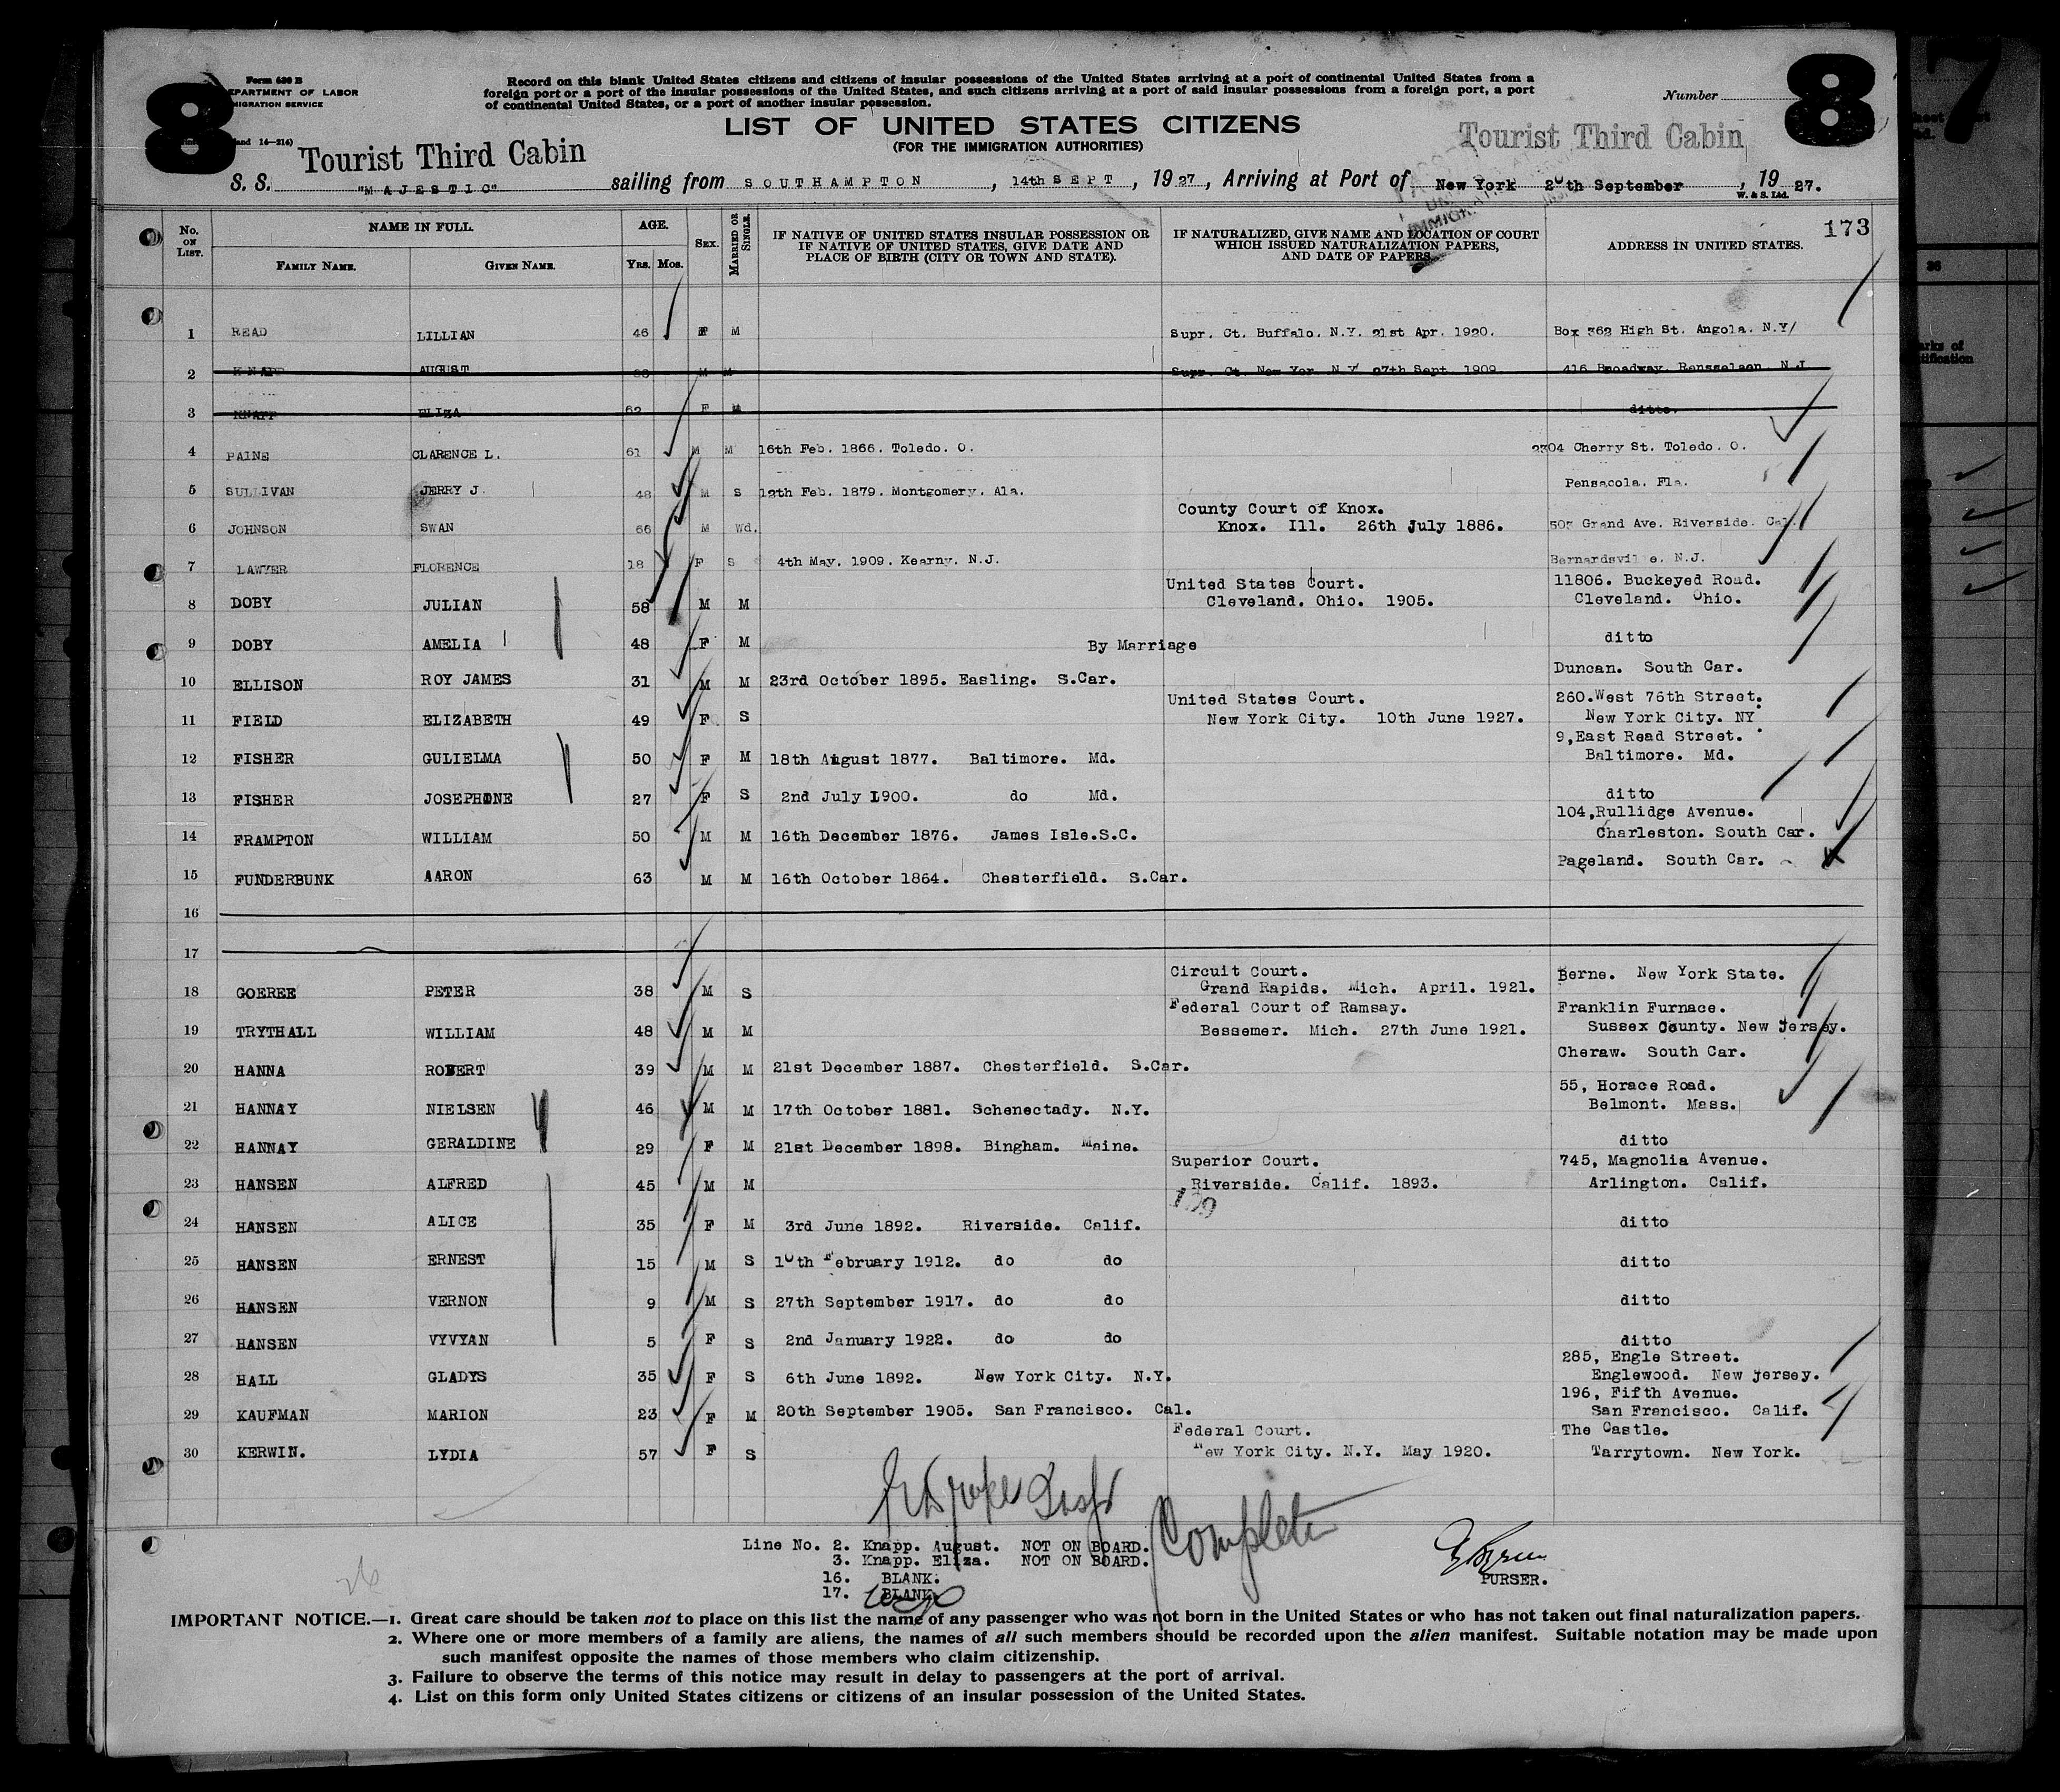 8
8
7
Form 630 B
DEPARTMENT OF LABOR
IMMIGRATION SERVICE
Record on this blank United States citizens and citizens of insular possessions of the United States arriving at a port of continental United States from a
foreign port or a port of the insular possessions of the United States, and such citizens arriving at a port of said insular possessions from a foreign port, a port
of continental United States, or a port of another insular possession.
Number
LIST OF UNITED STATES CITIZENS
(FOR THE IMMIGRATION AUTHORITIES)
Tourist Third Cabin
Tourist Third Cabin
S. S. "MAJESTIC" sailing from SOUTHAMPTON, 14th SEPT, 1927, Arriving at Port of New York 20th September, 1927.
W. & S. Ltd.
173
No. ON LIST. NAME IN FULL. FAMILY NAME. GIVEN NAME. AGE. YRS. MOS. SEX. MARRIED OR SINGLE. IF NATIVE OF UNITED STATES INSULAR POSSESSION OR IF NATIVE OF UNITED STATES, GIVE DATE AND PLACE OF BIRTH (CITY OR TOWN AND STATE). IF NATURALIZED, GIVE NAME AND LOCATION OF COURT WHICH ISSUED NATURALIZATION PAPERS, AND DATE OF PAPERS. ADDRESS IN UNITED STATES.
1 READ LILLIAN 46 F M Supr. Ct. Buffalo. N.Y. 21st Apr. 1920. Box 362 High St. Angola. N.Y/
2 KNAPP AUGUST M M Supr. Ct. New Yor N.Y 27th Sept 1909 416 Broadway. N.J
3 KNAPP ELIZA 62 F M ditto.
4 PAINE CLARENCE L. 61 M M 16th Feb. 1866. Toledo. O. 2304 Cherry St. Toledo. O.
5 SULLIVAN JERRY J. 48 M S 12th Feb. 1879. Montgomery. Ala. Pensacola. Fla.
6 JOHNSON SWAN 66 M Wd. County Court of Knox. Knox. Ill. 26th July 1886. Grand Ave. Riverside. Cal.
7 LAWYER FLORENCE 18 F S 4th May. 1909. Kearny. N.J. Bernardsville. N.J.
8 DOBY JULIAN 58 M M United States Court. Cleveland. Ohio. 1905. 11806. Buckeyed Road. Cleveland. Ohio.
9 DOBY AMELIA 48 F M By Marriage ditto
10 ELLISON ROY JAMES 31 M M 23rd October 1895. Easling. S.Car. Duncan. South Car.
11 FIELD ELIZABETH 49 F S United States Court. New York City. 10th June 1927. 260.West 76th Street. New York City. NY
12 FISHER GULIELMA 50 F M 18th August 1877. Baltimore. Md. 9,East Read Street. Baltimore. Md.
13 FISHER JOSEPHINE 27 F S 2nd July 1900. do Md. ditto
14 FRAMPTON WILLIAM 50 M M 16th December 1876. James Isle.S.C. 104,Rullidge Avenue. Charleston. South Car.
15 FUNDERBUNK AARON 63 M M 16th October 1864. Chesterfield. S.Car. Pageland. South Car.
16
17
18 GOEREE PETER 38 M S Circuit Court. Grand Rapids. Mich. April. 1921. Berne. New York State.
19 TRYTHALL WILLIAM 48 M M Federal Court of Ramsay. Bessemer. Mich. 27th June 1921. Franklin Furnace. Sussex County. New Jersey.
20 HANNA ROBERT 39 M M 21st December 1887. Chesterfield. S.Car. Cheraw. South Car.
21 HANNAY NIELSEN 46 M M 17th October 1881. Schenectady. N.Y. 55, Horace Road. Belmont. Mass.
22 HANNAY GERALDINE 29 F M 21st December 1898. Bingham. Maine. ditto
23 HANSEN ALFRED 45 M M Superior Court. Riverside. Calif. 1893. 745, Magnolia Avenue. Arlington. Calif.
24 HANSEN ALICE 35 F M 3rd June 1892. Riverside. Calif. ditto
25 HANSEN ERNEST 15 M S 10th February 1912. do do ditto
26 HANSEN VERNON 9 M S 27th September 1917. do do ditto
27 HANSEN VYVYAN 5 F S 2nd January 1922. do do ditto
28 HALL GLADYS 35 F S 6th June 1892. New York City. N.Y. 285, Engle Street. Englewood. New Jersey.
29 KAUFMAN MARION 23 F M 20th September 1905. San Francisco. Cal. 196, Fifth Avenue. San Francisco. Calif.
30 KERWIN. LYDIA 57 F S Federal Court. New York City. N.Y. May 1920. The Castle. Tarrytown. New York.
Complete
Line No. 2. Knapp. August. NOT ON BOARD.
3. Knapp. Eliza. NOT ON BOARD.
16. BLANK.
17. BLANK.
PURSER.
IMPORTANT NOTICE.—1. Great care should be taken not to place on this list the name of any passenger who was not born in the United States or who has not taken out final naturalization papers.
2. Where one or more members of a family are aliens, the names of all such members should be recorded upon the alien manifest. Suitable notation may be made upon
such manifest opposite the names of those members who claim citizenship.
3. Failure to observe the terms of this notice may result in delay to passengers at the port of arrival.
4. List on this form only United States citizens or citizens of an insular possession of the United States.